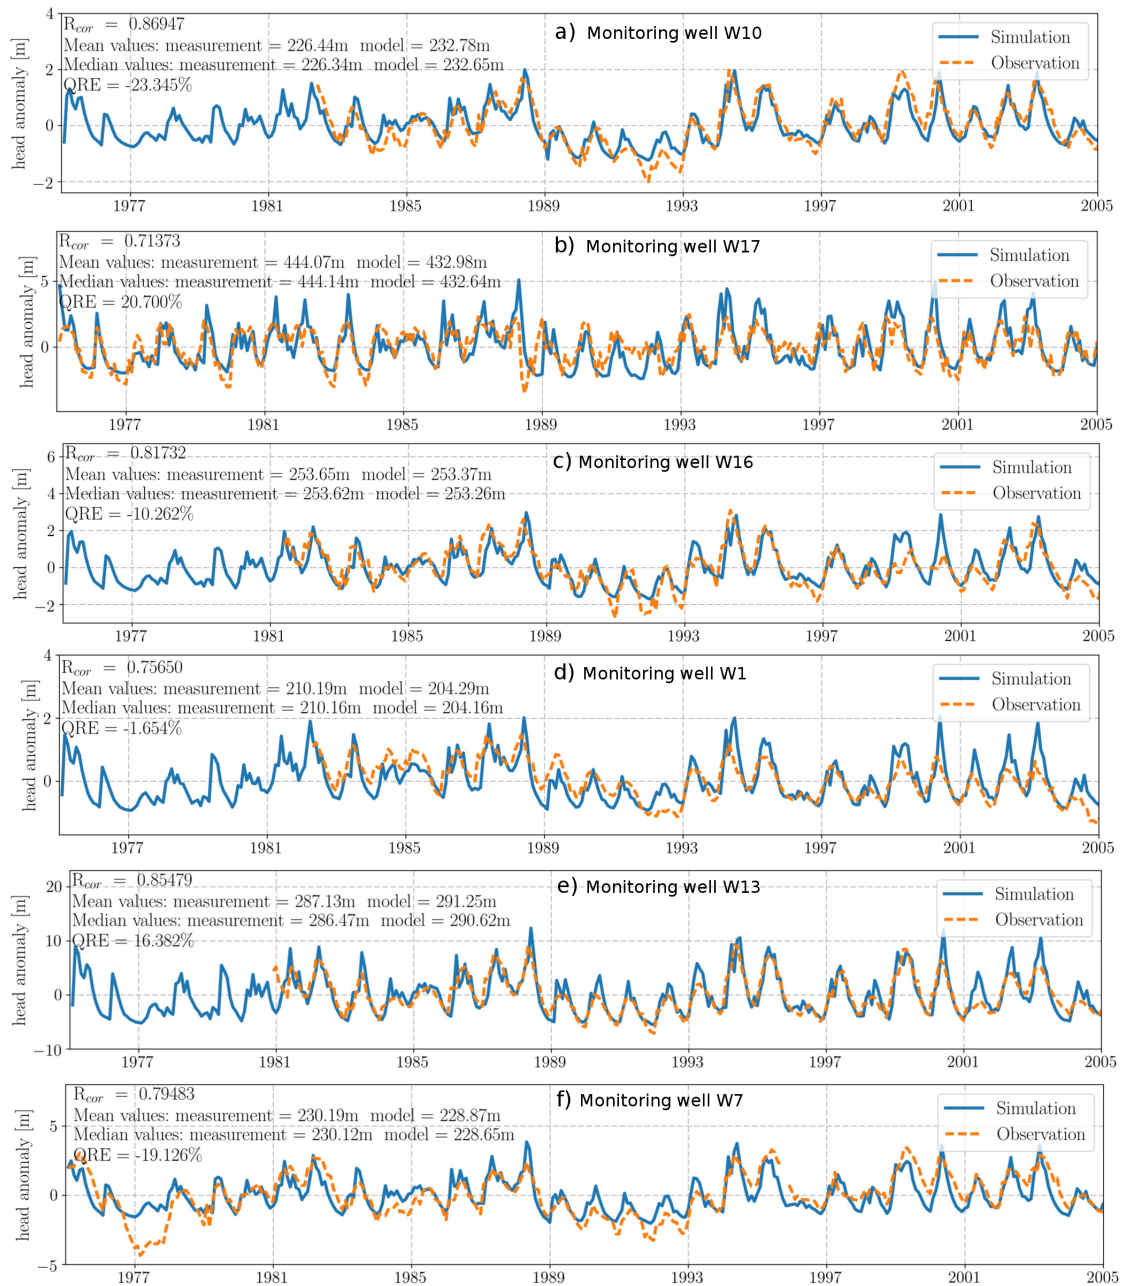 a) Monitoring well W10
R_cor = 0.86947
Mean values: measurement = 226.44m model = 232.78m
Median values: measurement = 226.34m model = 232.65m
QRE = -23.345%
Simulation
Observation
head anomaly [m]
4
2
0
−2
1977 1981 1985 1989 1993 1997 2001 2005
b) Monitoring well W17
R_cor = 0.71373
Mean values: measurement = 444.07m model = 432.98m
Median values: measurement = 444.14m model = 432.64m
QRE = 20.700%
Simulation
Observation
head anomaly [m]
5
0
1977 1981 1985 1989 1993 1997 2001 2005
c) Monitoring well W16
R_cor = 0.81732
Mean values: measurement = 253.65m model = 253.37m
Median values: measurement = 253.62m model = 253.26m
QRE = -10.262%
Simulation
Observation
head anomaly [m]
6
4
2
0
−2
1977 1981 1985 1989 1993 1997 2001 2005
d) Monitoring well W1
R_cor = 0.75650
Mean values: measurement = 210.19m model = 204.29m
Median values: measurement = 210.16m model = 204.16m
QRE = -1.654%
Simulation
Observation
head anomaly [m]
4
2
0
1977 1981 1985 1989 1993 1997 2001 2005
e) Monitoring well W13
R_cor = 0.85479
Mean values: measurement = 287.13m model = 291.25m
Median values: measurement = 286.47m model = 290.62m
QRE = 16.382%
Simulation
Observation
head anomaly [m]
20
10
0
−10
1977 1981 1985 1989 1993 1997 2001 2005
f) Monitoring well W7
R_cor = 0.79483
Mean values: measurement = 230.19m model = 228.87m
Median values: measurement = 230.12m model = 228.65m
QRE = -19.126%
Simulation
Observation
head anomaly [m]
5
0
−5
1977 1981 1985 1989 1993 1997 2001 2005